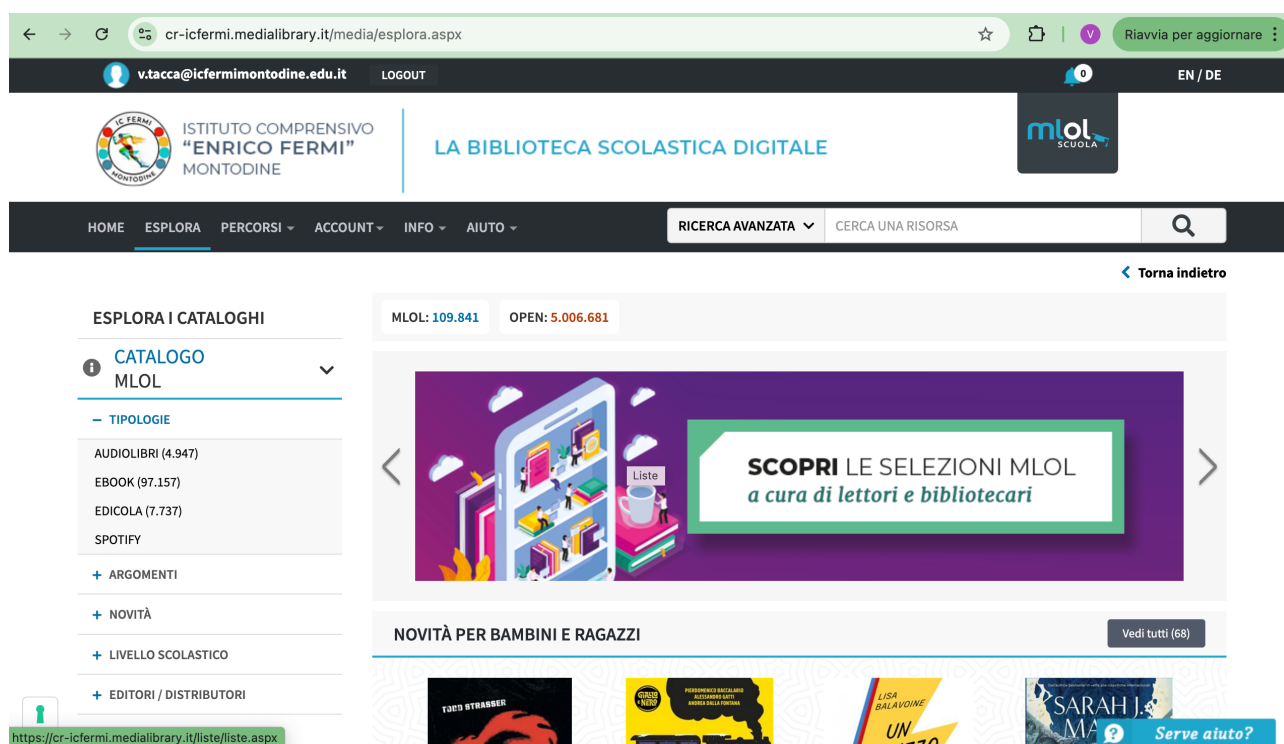 cr-icfermi.medialibrary.it/media/esplora.aspx
V
Riavvia per aggiornare
v.tacca@icfermimontodine.edu.it
LOGOUT
0
EN / DE
IC FERMI
MONTODINE
ISTITUTO COMPRENSIVO
“ENRICO FERMI”
MONTODINE
LA BIBLIOTECA SCOLASTICA DIGITALE
mlol
SCUOLA
HOME
ESPLORA
PERCORSI
ACCOUNT
INFO
AIUTO
RICERCA AVANZATA
CERCA UNA RISORSA
Torna indietro
ESPLORA I CATALOGHI
CATALOGO
MLOL
– TIPOLOGIE
AUDIOLIBRI (4.947)
EBOOK (97.157)
EDICOLA (7.737)
SPOTIFY
+ ARGOMENTI
+ NOVITÀ
+ LIVELLO SCOLASTICO
+ EDITORI / DISTRIBUTORI
MLOL: 109.841
OPEN: 5.006.681
Liste
SCOPRI LE SELEZIONI MLOL
a cura di lettori e bibliotecari
NOVITÀ PER BAMBINI E RAGAZZI
Vedi tutti (68)
TODD STRASSER
GIALLO
E NERO
PIERDOMENICO BACCALARIO
ALESSANDRO GATTI
ANDREA DALLA FONTANA
LISA
BALAVOINE
UN
SARAH J.
Serve aiuto?
https://cr-icfermi.medialibrary.it/liste/liste.aspx